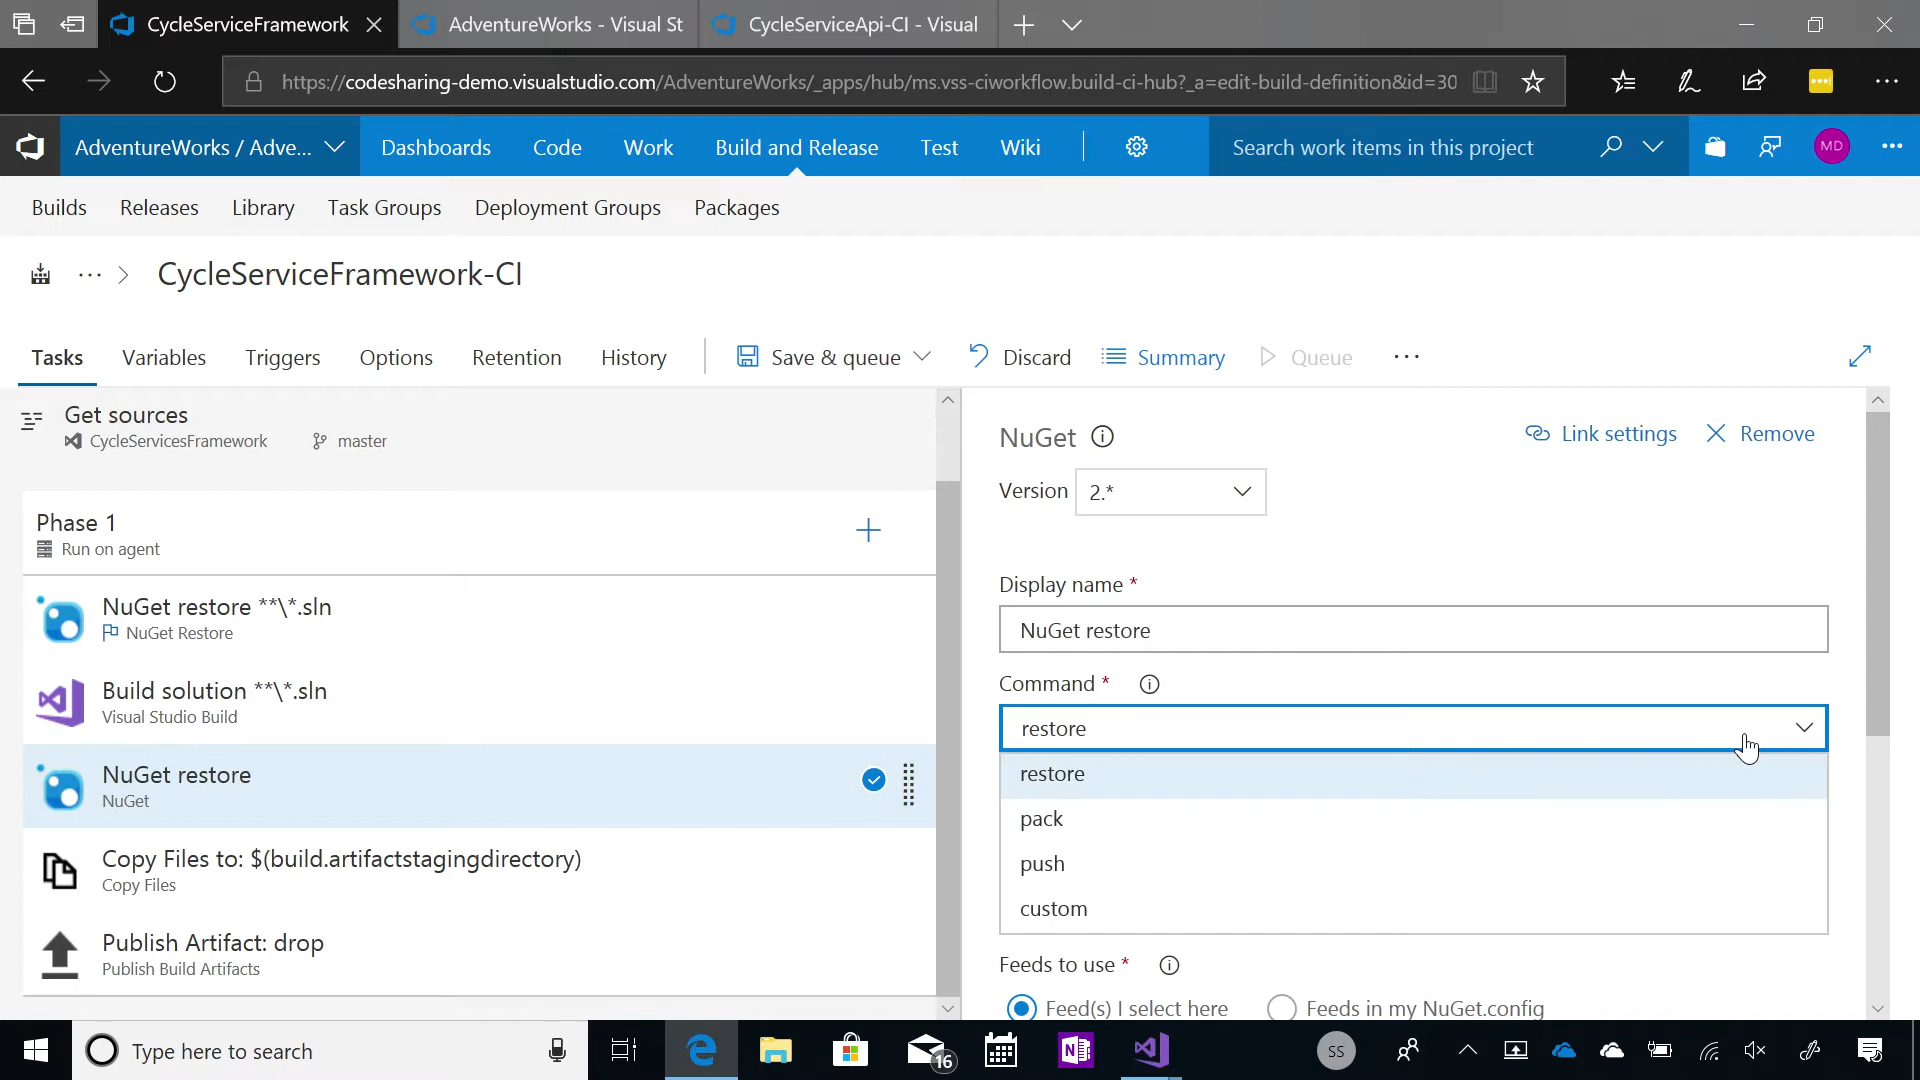 CycleServiceFramework
AdventureWorks - Visual St
CycleServiceApi-CI - Visual
https://codesharing-demo.visualstudio.com/AdventureWorks/_apps/hub/ms.vss-ciworkflow.build-ci-hub?_a=edit-build-definition&id=30
AdventureWorks / Adve...
Dashboards
Code
Work
Build and Release
Test
Wiki
Search work items in this project
MD
Builds
Releases
Library
Task Groups
Deployment Groups
Packages
... > CycleServiceFramework-CI
Tasks
Variables
Triggers
Options
Retention
History
Save & queue
Discard
Summary
Queue
...
Get sources
CycleServicesFramework
master
Phase 1
Run on agent
NuGet restore **\*.sln
NuGet Restore
Build solution **\*.sln
Visual Studio Build
NuGet restore
NuGet
Copy Files to: $(build.artifactstagingdirectory)
Copy Files
Publish Artifact: drop
Publish Build Artifacts
NuGet
Link settings
Remove
Version
2.*
Display name *
NuGet restore
Command *
restore
restore
pack
push
custom
Feeds to use *
Feed(s) I select here
Feeds in my NuGet.config
Type here to search
16
N
SS